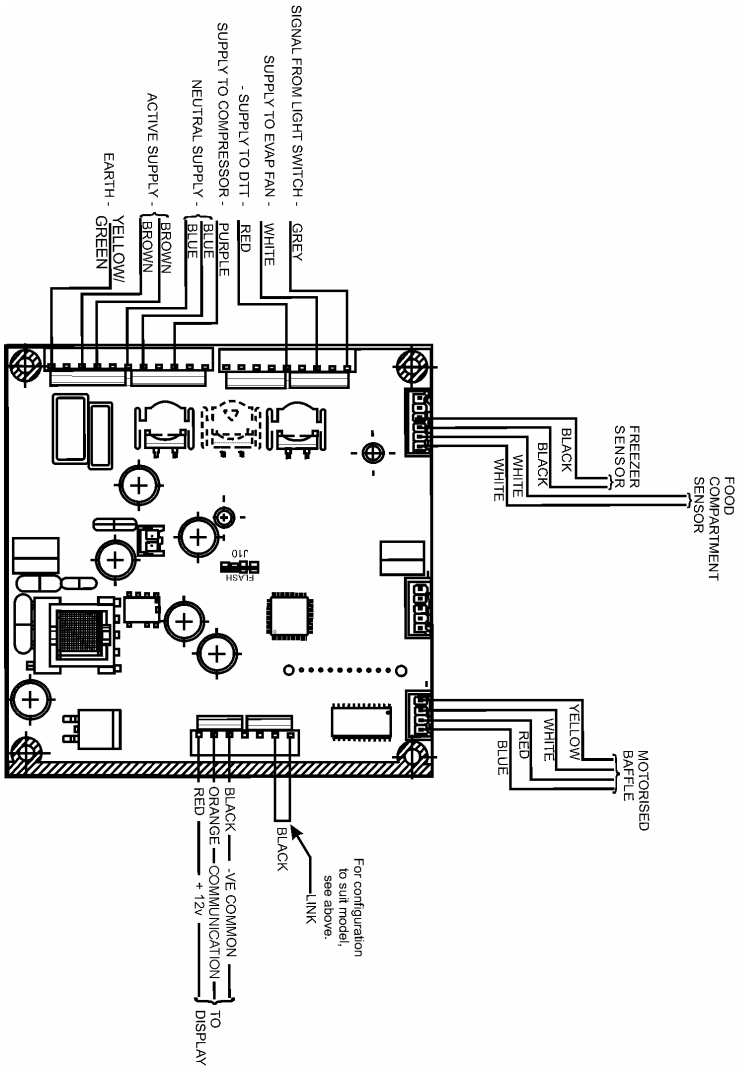 SIGNAL FROM LIGHT SWITCH - GREY
SUPPLY TO EVAP FAN - WHITE
- SUPPLY TO DTT - RED
SUPPLY TO COMPRESSOR - PURPLE
NEUTRAL SUPPLY -
BLUE
BLUE
ACTIVE SUPPLY -
BROWN
BROWN
EARTH - YELLOW/
GREEN
FOOD
COMPARTMENT
SENSOR
FREEZER
SENSOR
BLACK
BLACK
WHITE
WHITE
J10
FLASH
MOTORISED
BAFFLE
YELLOW
WHITE
RED
BLUE
For configuration
to suit model,
see above.
LINK
BLACK
BLACK -VE COMMON
ORANGE COMMUNICATION
RED + 12v
TO
DISPLAY